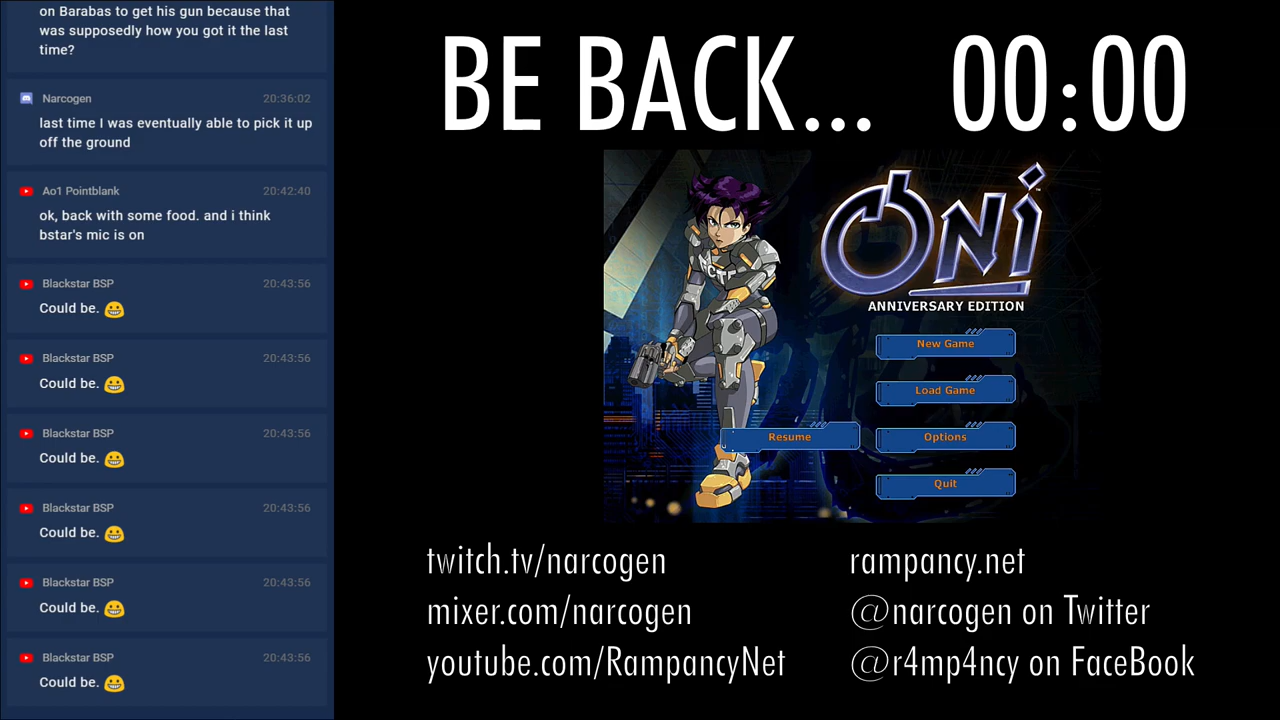 on Barabas to get his gun because that
was supposedly how you got it the last
time?
Narcogen 20:36:02
last time I was eventually able to pick it up
off the ground
Ao1 Pointblank 20:42:40
ok, back with some food. and i think
bstar's mic is on
Blackstar BSP 20:43:56
Could be. 😀
Blackstar BSP 20:43:56
Could be. 😀
Blackstar BSP 20:43:56
Could be. 😀
Blackstar BSP 20:43:56
Could be. 😀
Blackstar BSP 20:43:56
Could be. 😀
Blackstar BSP 20:43:56
Could be. 😀
BE BACK... 00:00
ONI™
ANNIVERSARY EDITION
New Game
Load Game
Resume
Options
Quit
TCTF
twitch.tv/narcogen
mixer.com/narcogen
youtube.com/RampancyNet
rampancy.net
@narcogen on Twitter
@r4mp4ncy on FaceBook